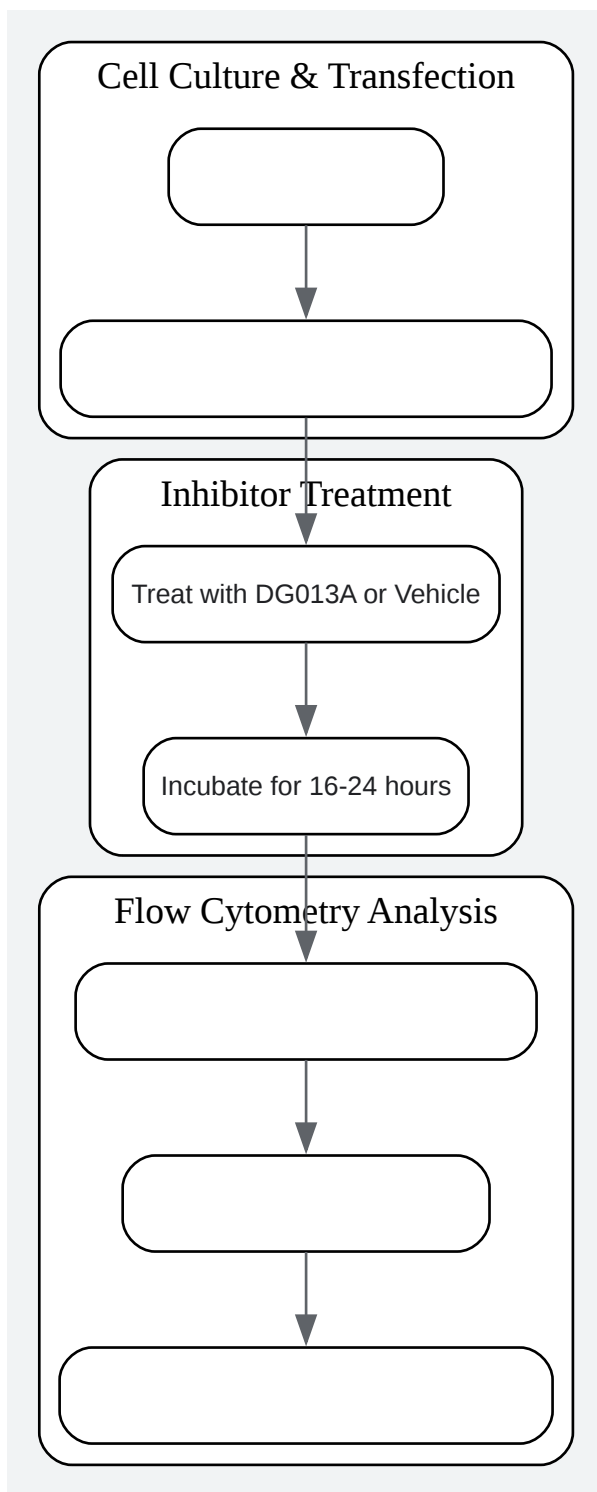 Cell Culture & Transfection
Inhibitor Treatment
Treat with DG013A or Vehicle
Incubate for 16-24 hours
Flow Cytometry Analysis